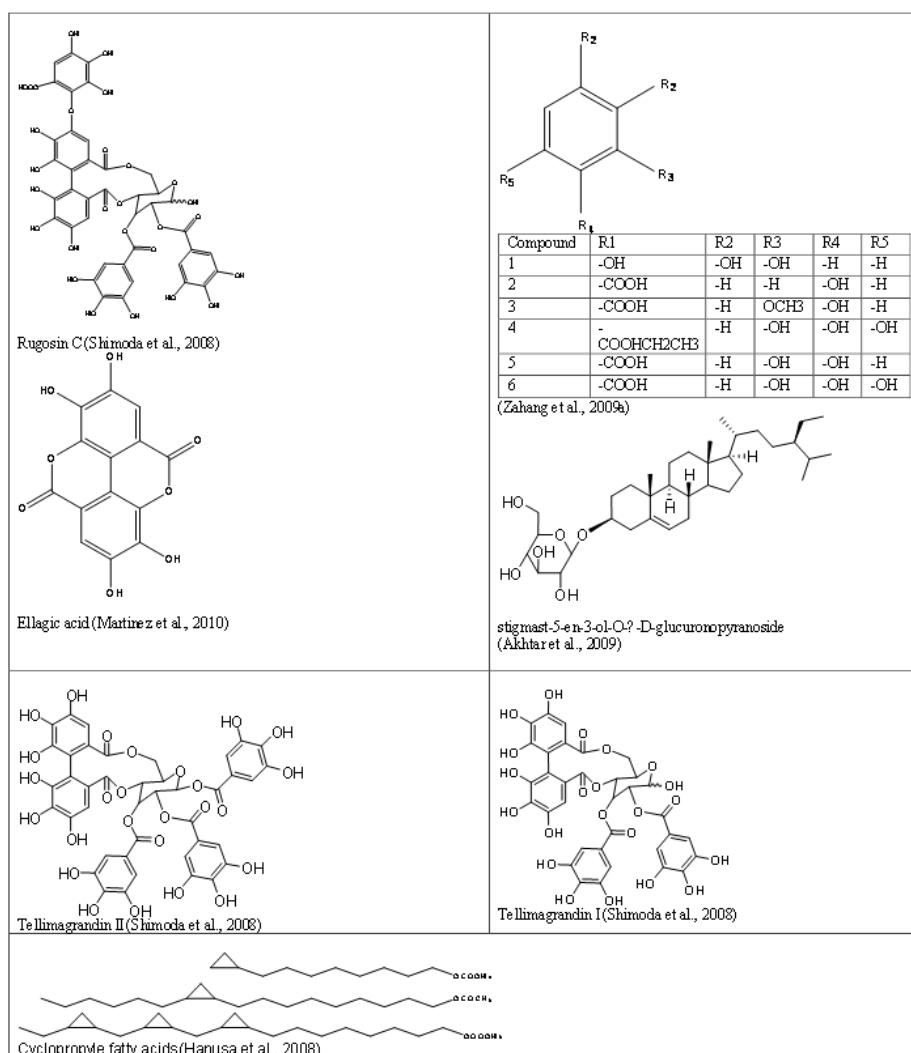 OH
OH
HOOC
OH
O
HO
HO
O
O
O
HO
HO
O
O
OH
OH
O
O
O
O
HO
OH
OH
HO
OH
OH
Rugosin C (Shimoda et al., 2008)
R2
R2
R3
R5
R4
Compound R1 R2 R3 R4 R5
1 -OH -OH -OH -H -H
2 -COOH -H -H -OH -H
3 -COOH -H OCH3 -OH -H
4 -COOHCH2CH3 -H -OH -OH -OH
5 -COOH -H -OH -OH -H
6 -COOH -H -OH -OH -OH
(Zahang et al., 2009a)
OH
HO
O
O
O
O
OH
OH
Ellagic acid (Martinez et al., 2010)
H
H
H
HO
O
O
OH
HO
OH
stigmast-5-en-3-ol-O-?-D-glucuronopyranoside
(Akhtar et al., 2009)
OH
HO
HO
HO
HO
OH
O
O
O
O
O
O
O
O
O
O
HO
OH
OH
HO
OH
OH
HO
OH
OH
Tellimagrandin II (Shimoda et al., 2008)
OH
HO
HO
HO
HO
OH
O
O
O
O
O
OH
O
O
O
O
HO
OH
OH
HO
OH
OH
Tellimagrandin I (Shimoda et al., 2008)
Cyclopropyle fatty acids (Hanusa et al., 2008)